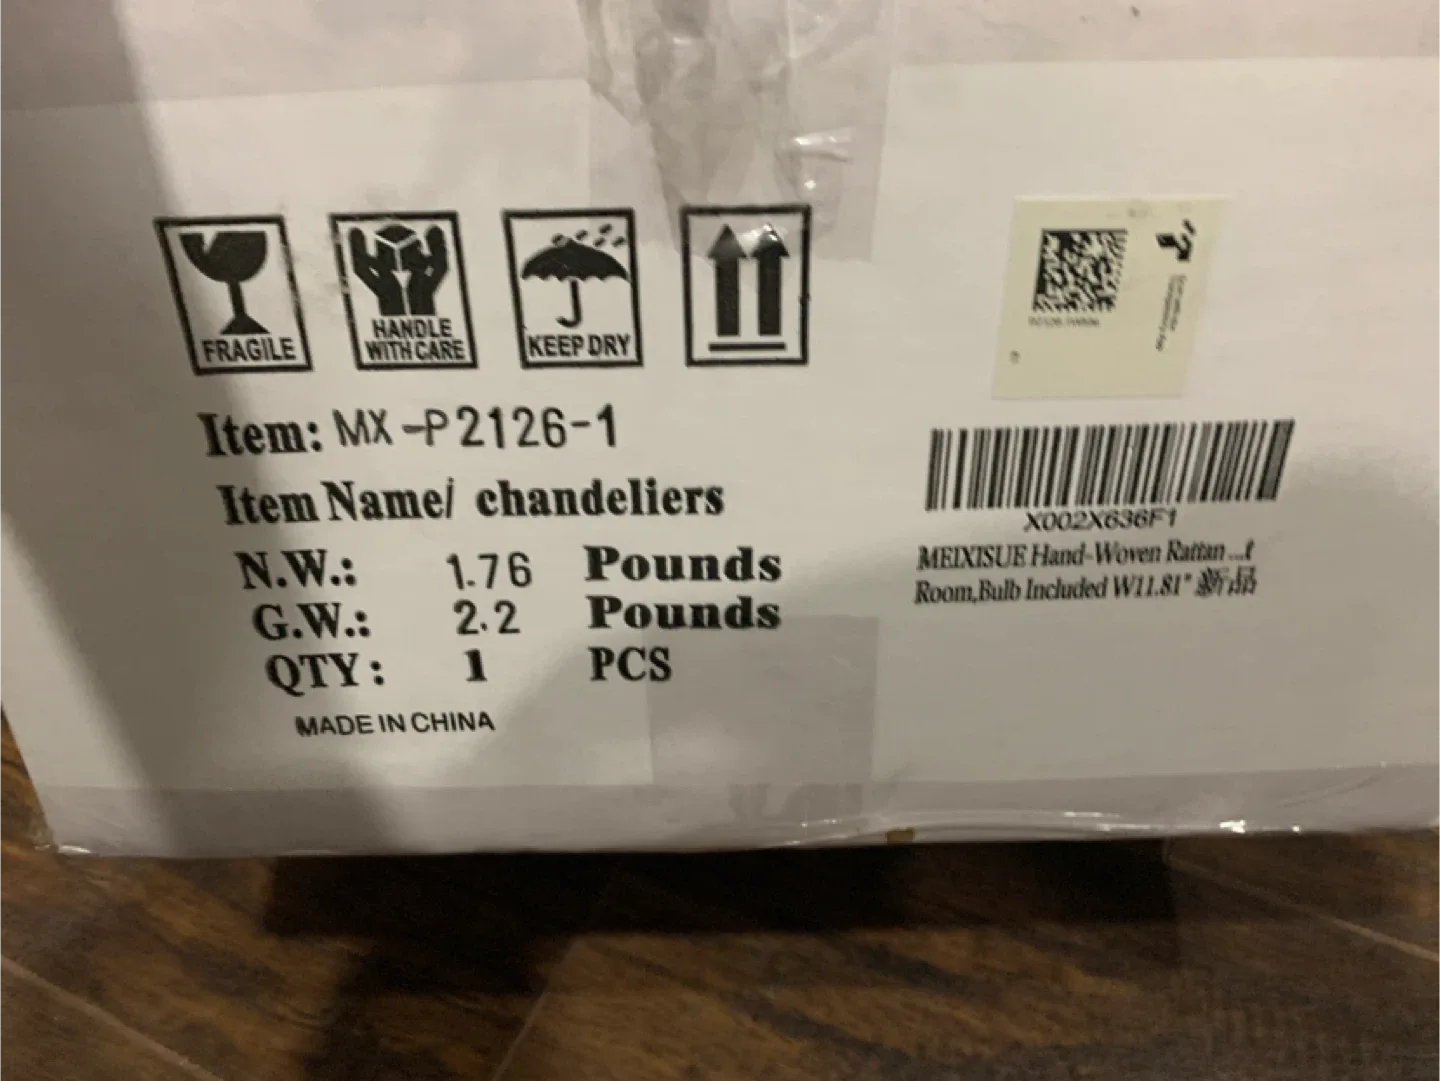 FRAGILE
HANDLE
WITH CARE
KEEP DRY
Item: MX-P2126-1
Item Name/ chandeliers
N.W.: 1.76 Pounds
G.W.: 2.2 Pounds
QTY: 1 PCS
MADE IN CHINA
X002X636F1
MEIXISUE Hand-Woven Rattan ...t
Room,Bulb Included W11.81" 新品